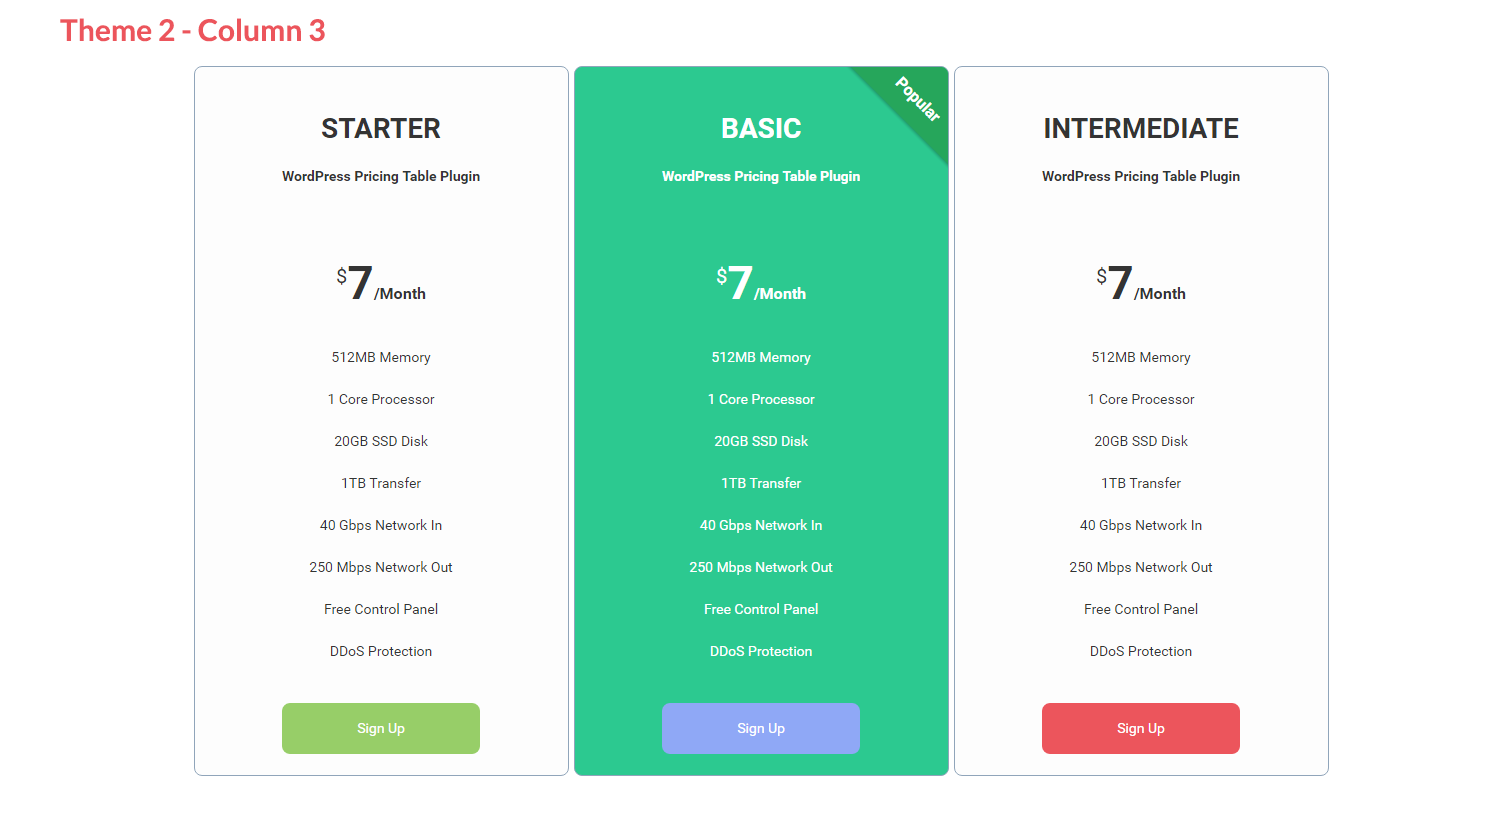 Theme 2 - Column 3
STARTER
WordPress Pricing Table Plugin
$7/Month
512MB Memory
1 Core Processor
20GB SSD Disk
1TB Transfer
40 Gbps Network In
250 Mbps Network Out
Free Control Panel
DDoS Protection
Sign Up
Popular
BASIC
WordPress Pricing Table Plugin
$7/Month
512MB Memory
1 Core Processor
20GB SSD Disk
1TB Transfer
40 Gbps Network In
250 Mbps Network Out
Free Control Panel
DDoS Protection
Sign Up
INTERMEDIATE
WordPress Pricing Table Plugin
$7/Month
512MB Memory
1 Core Processor
20GB SSD Disk
1TB Transfer
40 Gbps Network In
250 Mbps Network Out
Free Control Panel
DDoS Protection
Sign Up